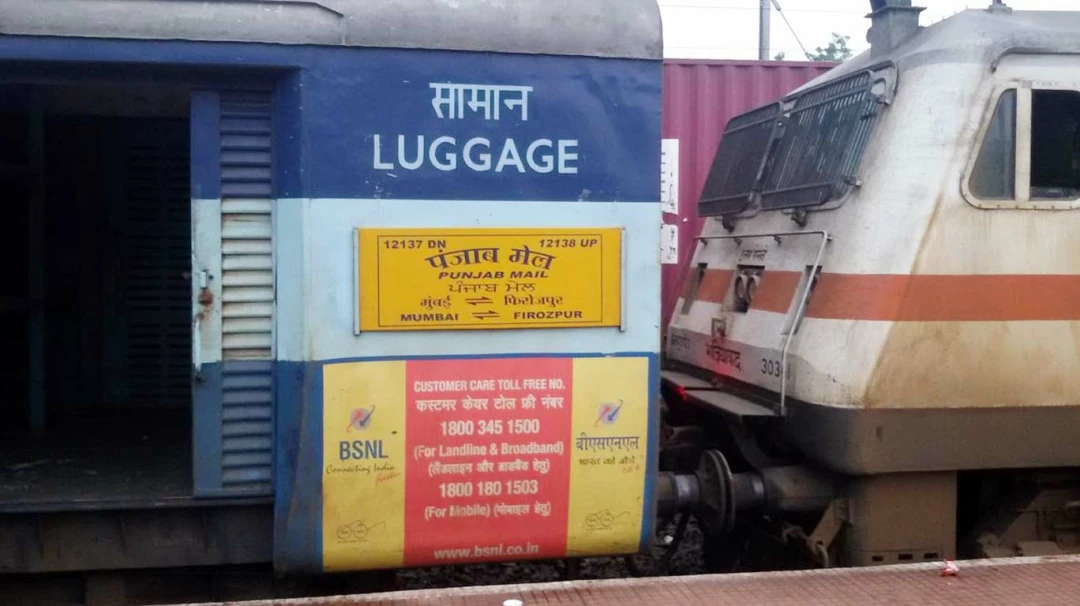 सामान
LUGGAGE
12137 DN 12138 UP
पंजाब मेल
PUNJAB MAIL
ਪੰਜਾਬ ਮੇਲ
मुंबई ⇌ फिरोजपुर
MUMBAI ⇌ FIROZPUR
CUSTOMER CARE TOLL FREE NO.
कस्टमर केयर टोल फ्री नंबर
1800 345 1500
(For Landline & Broadband)
(लैंडलाइन और ब्राडबैंड हेतु)
1800 180 1503
(For Mobile) (मोबाइल हेतु)
www.bsnl.co.in
BSNL
Connecting India
बीएसएनएल
भारत को जोड़े
गाजियाबाद
303